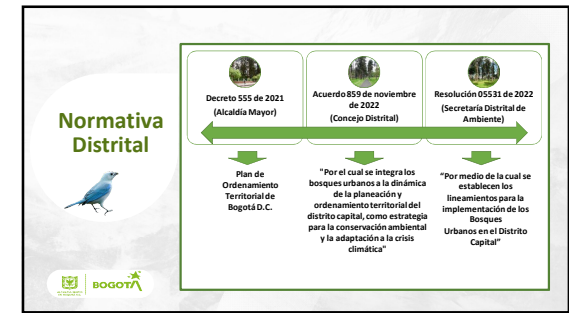 Normativa
Distrital
Decreto 555 de 2021
(Alcaldía Mayor)
Acuerdo 859 de noviembre
de 2022
(Concejo Distrital)
Resolución 05531 de 2022
(Secretaría Distrital de
Ambiente)
Plan de
Ordenamiento
Territorial de
Bogotá D.C.
"Por el cual se integra los
bosques urbanos a la dinámica
de la planeación y
ordenamiento territorial del
distrito capital, como estrategia
para la conservación ambiental
y la adaptación a la crisis
climática"
“Por medio de la cual se
establecen los
lineamientos para la
implementación de los
Bosques
Urbanos en el Distrito
Capital”
BOGOTÁ